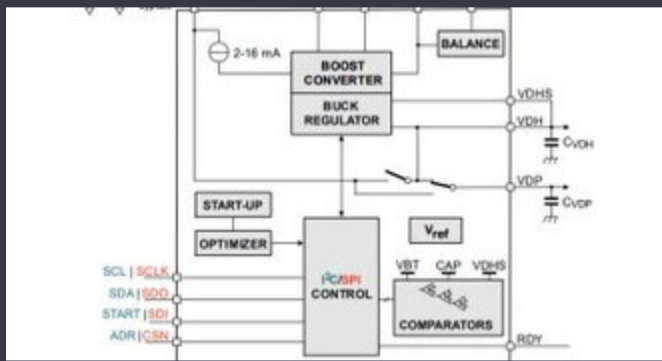 2-16 mA
BALANCE
BOOST
CONVERTER
BUCK
REGULATOR
VDHS
VDH
CVDH
VDP
CVDP
START-UP
OPTIMIZER
Vref
VBT CAP VDHS
SCL | SCLK
SDA | SDO
START | SDI
ADR | CSN
I²C/SPI
CONTROL
COMPARATORS
RDY